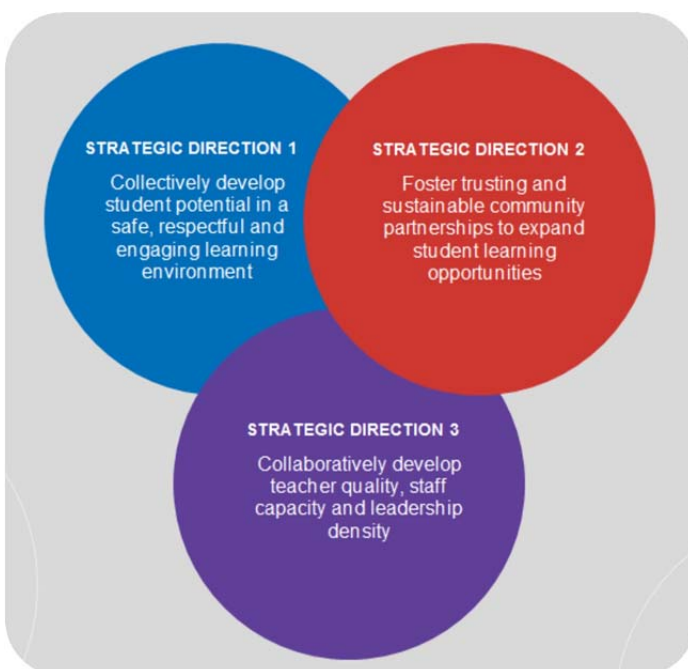 STRATEGIC DIRECTION 1
Collectively develop
student potential in a
safe, respectful and
engaging learning
environment
STRATEGIC DIRECTION 2
Foster trusting and
sustainable community
partnerships to expand
student learning
opportunities
STRATEGIC DIRECTION 3
Collaboratively develop
teacher quality, staff
capacity and leadership
density